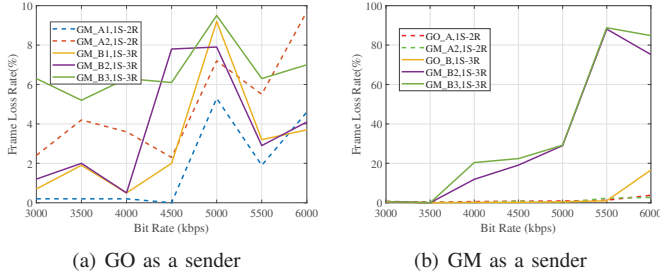 GM_A1,1S-2R
GM_A2,1S-2R
GM_B1,1S-3R
GM_B2,1S-3R
GM_B3,1S-3R
Frame Loss Rate(%)
10
8
6
4
2
0
3000 3500 4000 4500 5000 5500 6000
Bit Rate (kbps)
(a) GO as a sender
GO_A,1S-2R
GM_A2,1S-2R
GO_B,1S-3R
GM_B2,1S-3R
GM_B3,1S-3R
Frame Loss Rate(%)
100
80
60
40
20
0
3000 3500 4000 4500 5000 5500 6000
Bit Rate (kbps)
(b) GM as a sender